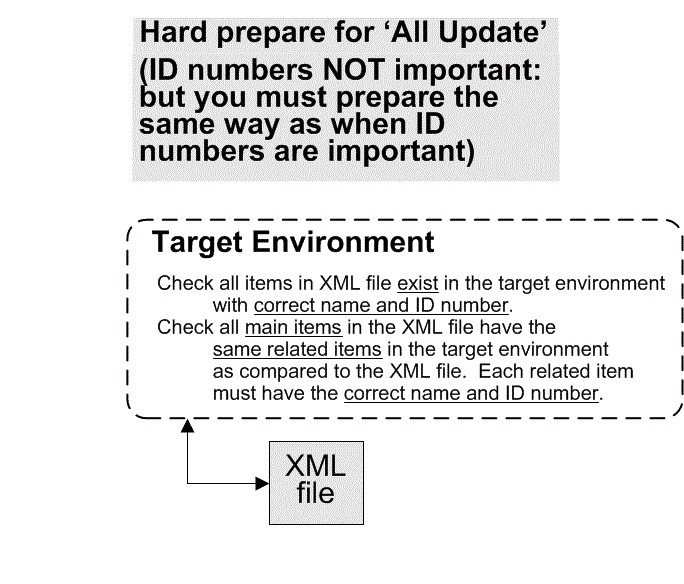 Hard prepare for ‘All Update’
(ID numbers NOT important:
but you must prepare the
same way as when ID
numbers are important)
Target Environment
Check all items in XML file exist in the target environment
with correct name and ID number.
Check all main items in the XML file have the
same related items in the target environment
as compared to the XML file.  Each related item
must have the correct name and ID number.
XML
file